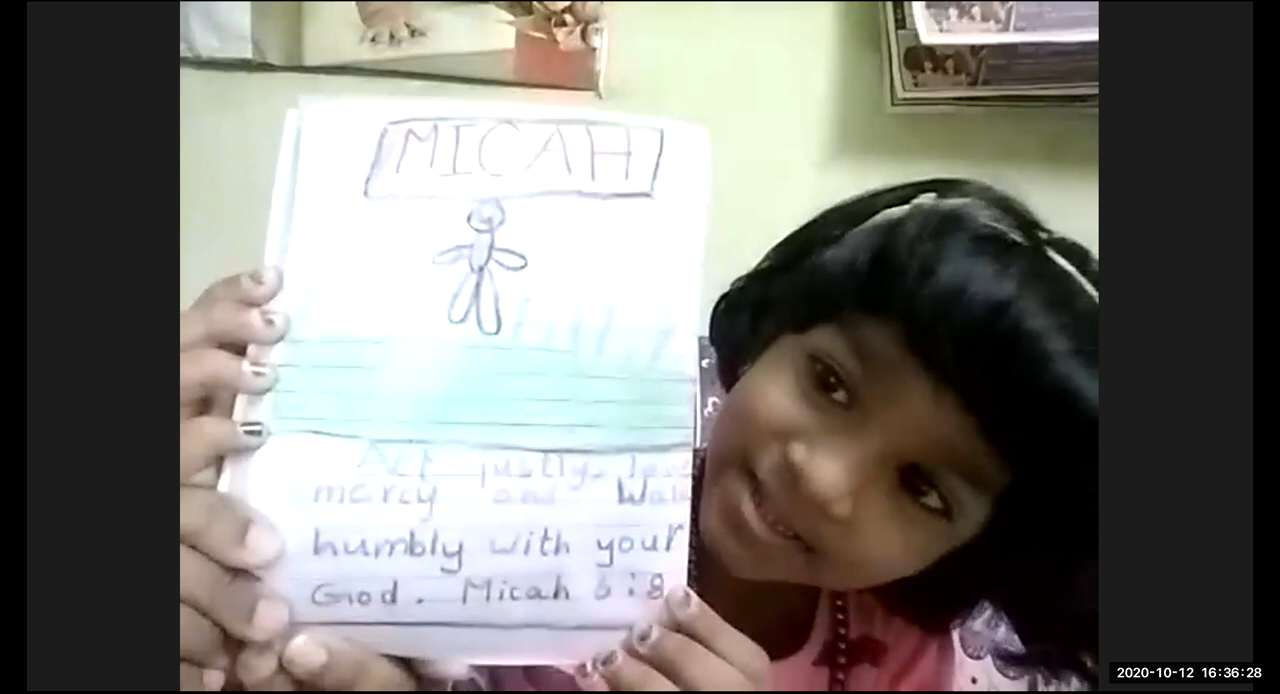 MICAH
Act justly, love
mercy and Walk
humbly with your
God. Micah 6:8
2020-10-12 16:36:28